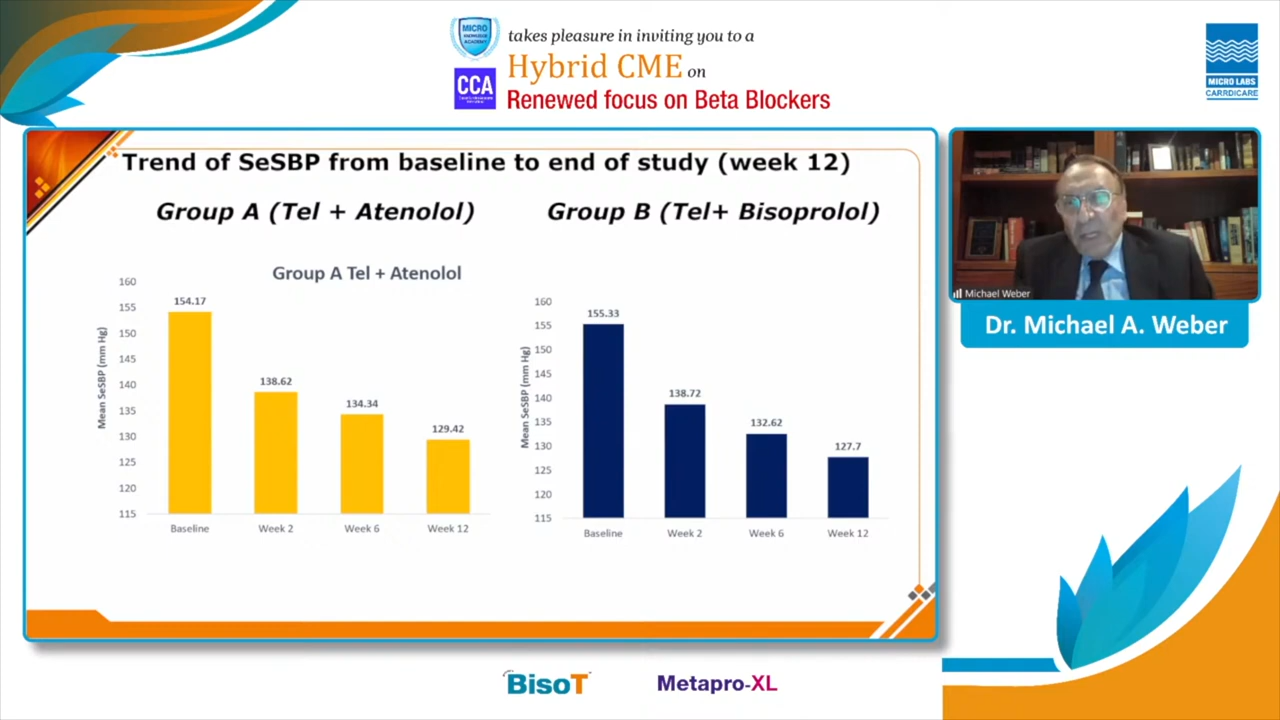 MICRO
KNOWLEDGE
ACADEMY
takes pleasure in inviting you to a
Hybrid CME on
CCA
Renewed focus on Beta Blockers
MICRO LABS
CARRDICARE
Trend of SeSBP from baseline to end of study (week 12)
Group A (Tel + Atenolol)
Group B (Tel+ Bisoprolol)
Group A Tel + Atenolol
Mean SeSBP (mm Hg)
160
155
150
145
140
135
130
125
120
115
154.17
138.62
134.34
129.42
Baseline
Week 2
Week 6
Week 12
Mean SeSBP (mm Hg)
160
155
150
145
140
135
130
125
120
115
155.33
138.72
132.62
127.7
Baseline
Week 2
Week 6
Week 12
Michael Weber
Dr. Michael A. Weber
BisoT
Metapro-XL